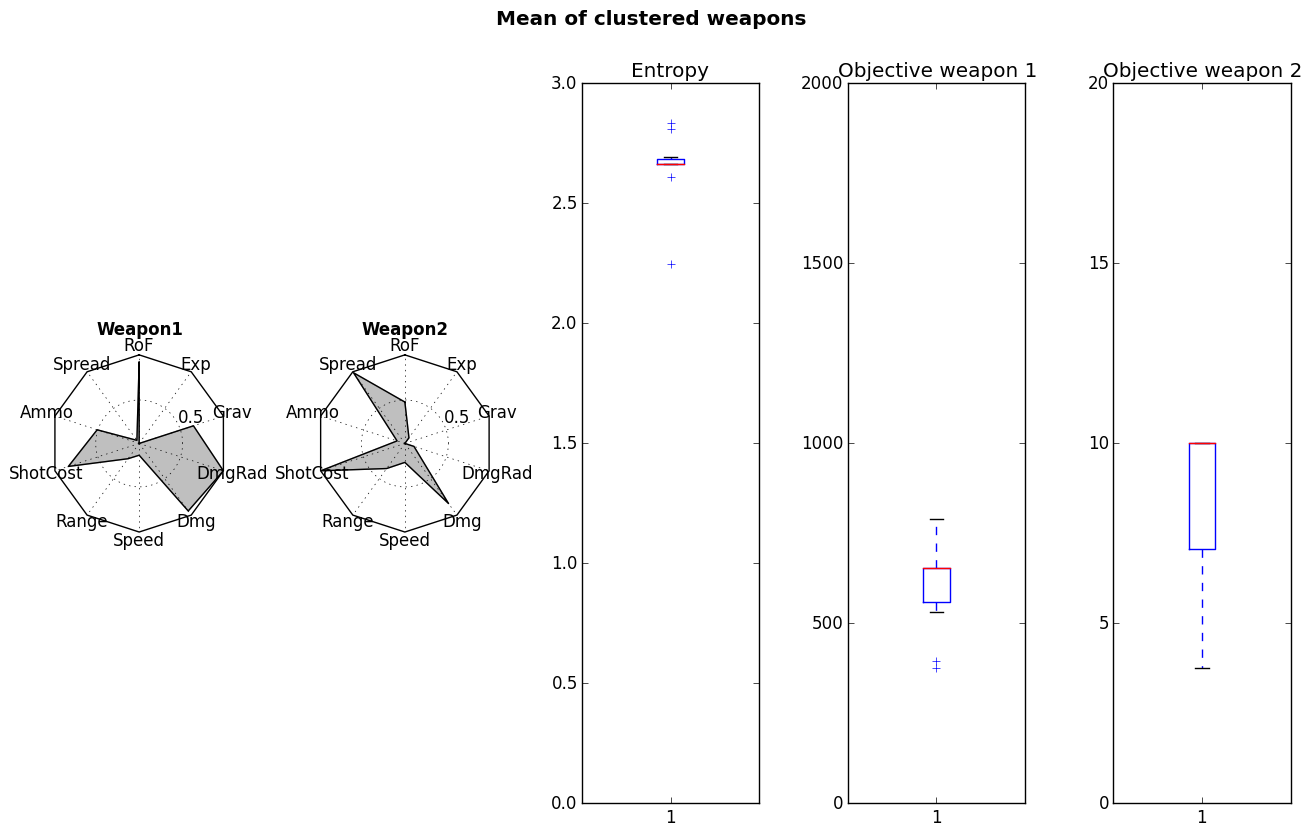 Mean of clustered weapons
Weapon1
RoF
Exp
Grav
DmgRad
Dmg
Speed
Range
ShotCost
Ammo
Spread
0.5
Weapon2
RoF
Exp
Grav
DmgRad
Dmg
Speed
Range
ShotCost
Ammo
Spread
0.5
Entropy
3.0
2.5
2.0
1.5
1.0
0.5
0.0
1
Objective weapon 1
2000
1500
1000
500
0
1
Objective weapon 2
20
15
10
5
0
1